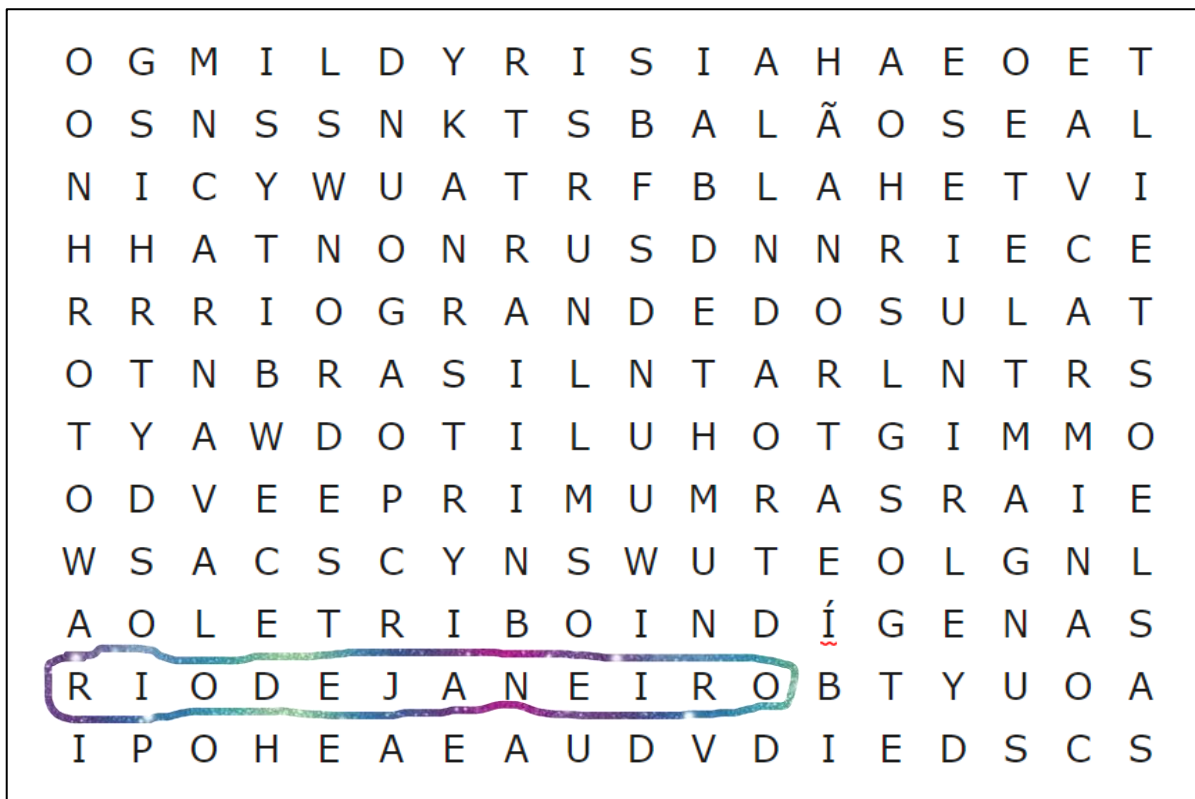 O G M I L D Y R I S I A H A E O E T
O S N S S N K T S B A L Ã O S E A L
N I C Y W U A T R F B L A H E T V I
H H A T N O N R U S D N N R I E C E
R R R I O G R A N D E D O S U L A T
O T N B R A S I L N T A R L N T R S
T Y A W D O T I L U H O T G I M M O
O D V E E P R I M U M R A S R A I E
W S A C S C Y N S W U T E O L G N L
A O L E T R I B O I N D Í G E N A S
R I O D E J A N E I R O B T Y U O A
I P O H E A E A U D V D I E D S C S